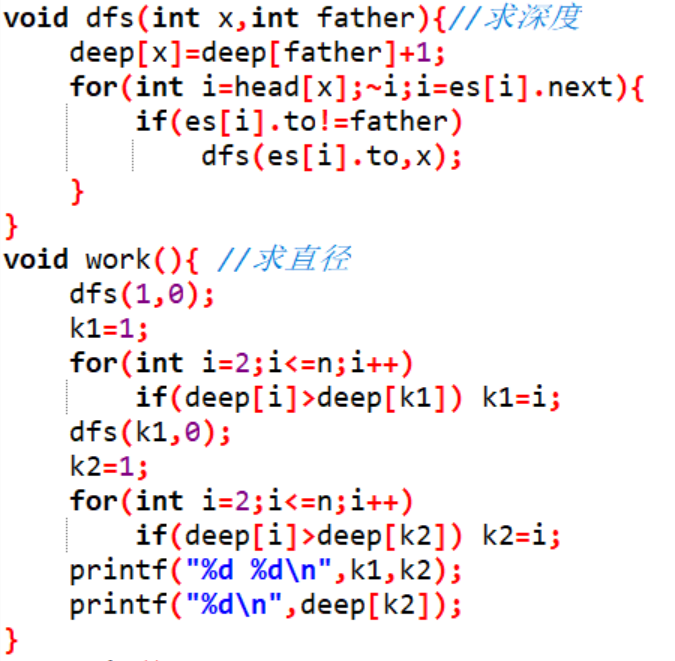 void dfs(int x,int father){//求深度
    deep[x]=deep[father]+1;
    for(int i=head[x];~i;i=es[i].next){
        if(es[i].to!=father)
            dfs(es[i].to,x);
    }
}
void work(){ //求直径
    dfs(1,0);
    k1=1;
    for(int i=2;i<=n;i++)
        if(deep[i]>deep[k1]) k1=i;
    dfs(k1,0);
    k2=1;
    for(int i=2;i<=n;i++)
        if(deep[i]>deep[k2]) k2=i;
    printf("%d %d\n",k1,k2);
    printf("%d\n",deep[k2]);
}